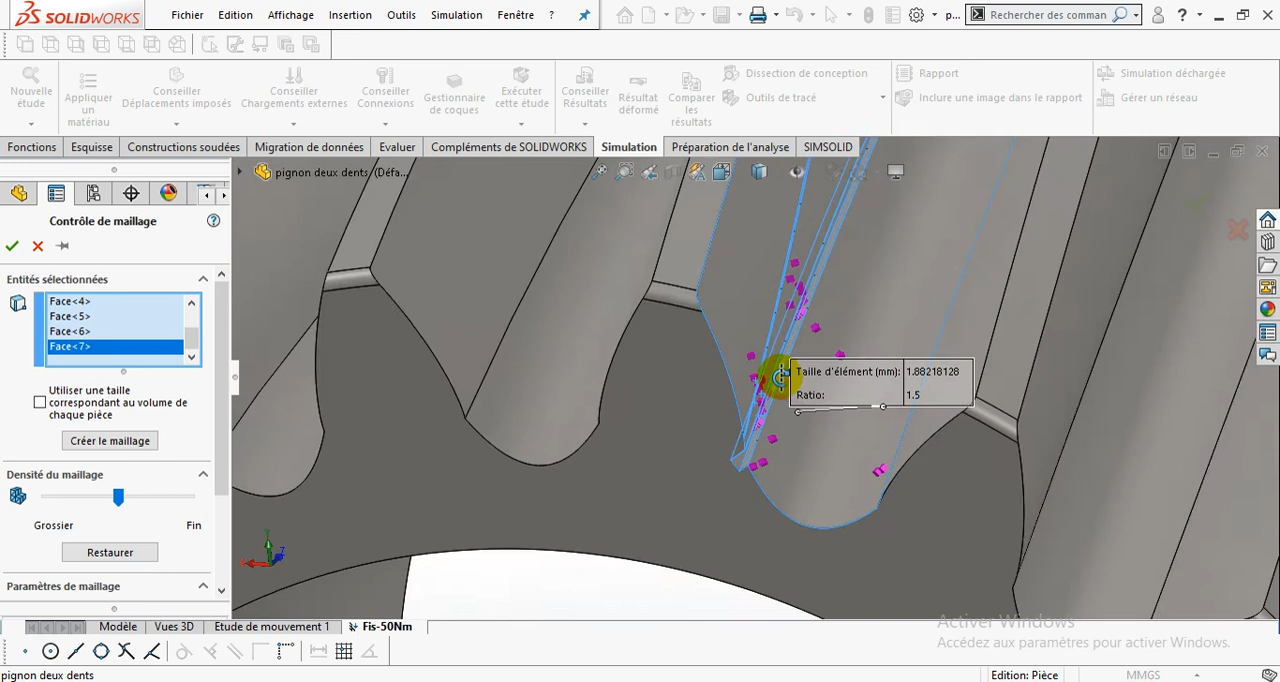 SOLIDWORKS
Fichier Edition Affichage Insertion Outils Simulation Fenêtre ?
p...
Rechercher des comman
?
Nouvelle étude
Appliquer un matériau
Conseiller Déplacements imposés
Conseiller Chargements externes
Conseiller Connexions
Gestionnaire de coques
Exécuter cette étude
Conseiller Résultats
Résultat déformé
Comparer les résultats
Dissection de conception
Outils de tracé
Rapport
Inclure une image dans le rapport
Simulation déchargée
Gérer un réseau
Fonctions Esquisse Constructions soudées Migration de données Evaluer Compléments de SOLIDWORKS Simulation Préparation de l'analyse SIMSOLID
pignon deux dents (Défa...
Contrôle de maillage
?
Entités sélectionnées
Face<4>
Face<5>
Face<6>
Face<7>
Utiliser une taille
correspondant au volume de
chaque pièce
Créer le maillage
Densité du maillage
Grossier Fin
Restaurer
Paramètres de maillage
Taille d'élément (mm): 1.88218128
Ratio: 1.5
Activer Windows
Accédez aux paramètres pour activer Windows.
Modèle Vues 3D Etude de mouvement 1 Fis-50Nm
pignon deux dents
Edition: Pièce
MMGS